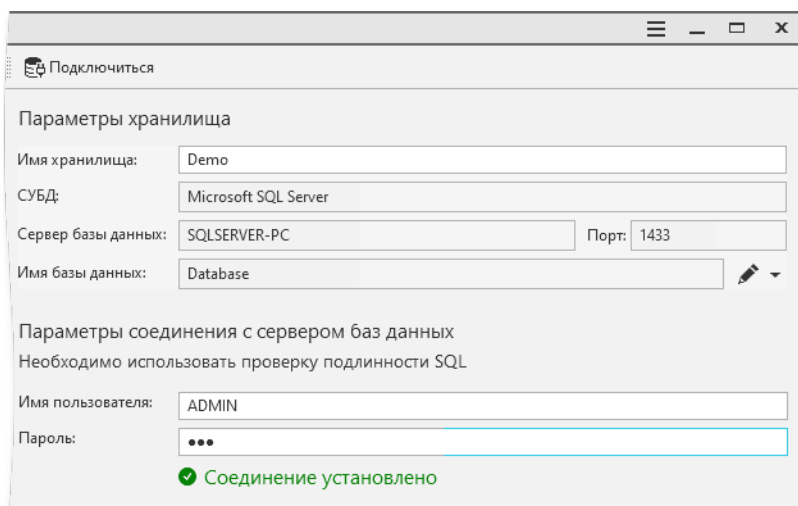 Подключиться
Параметры хранилища
Имя хранилища: Demo
СУБД: Microsoft SQL Server
Сервер базы данных: SQLSERVER-PC Порт: 1433
Имя базы данных: Database
Параметры соединения с сервером баз данных
Необходимо использовать проверку подлинности SQL
Имя пользователя: ADMIN
Пароль: •••
Соединение установлено